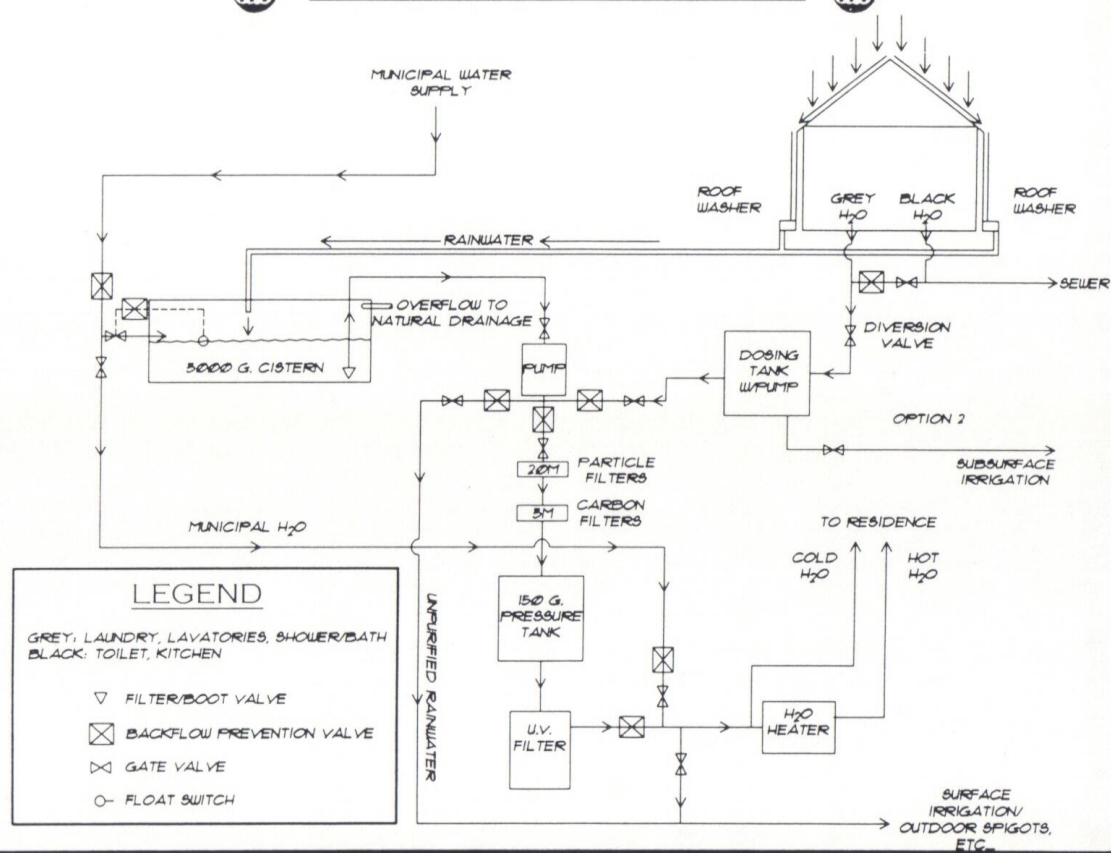 MUNICIPAL WATER
SUPPLY
ROOF
WASHER
GREY
H2O
BLACK
H2O
ROOF
WASHER
RAINWATER
SEWER
OVERFLOW TO
NATURAL DRAINAGE
DIVERSION
VALVE
5000 G. CISTERN
PUMP
DOSING
TANK
W/PUMP
OPTION 2
SUBSURFACE
IRRIGATION
20M
PARTICLE
FILTERS
5M
CARBON
FILTERS
MUNICIPAL H2O
TO RESIDENCE
COLD
H2O
HOT
H2O
150 G.
PRESSURE
TANK
UNPURIFIED RAINWATER
U.V.
FILTER
H2O
HEATER
SURFACE
IRRIGATION/
OUTDOOR SPIGOTS,
ETC...
LEGEND
GREY: LAUNDRY, LAVATORIES, SHOWER/BATH
BLACK: TOILET, KITCHEN
FILTER/BOOT VALVE
BACKFLOW PREVENTION VALVE
GATE VALVE
FLOAT SWITCH